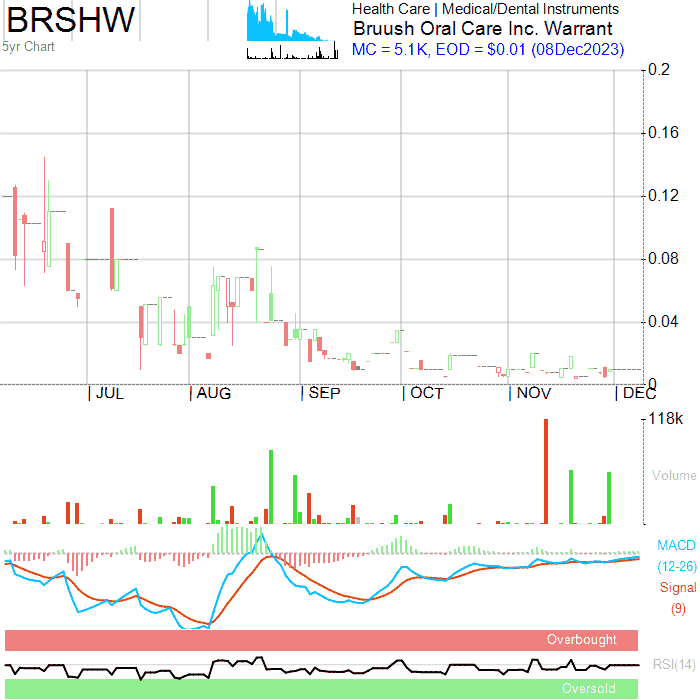 BRSHW
5yr Chart
Health Care | Medical/Dental Instruments
Bruush Oral Care Inc. Warrant
MC = 5.1K, EOD = $0.01 (08Dec2023)
0.2
0.16
0.12
0.08
0.04
0
JUL AUG SEP OCT NOV DEC
118k
Volume
MACD
(12-26)
Signal
(9)
Overbought
RSI(14)
Oversold